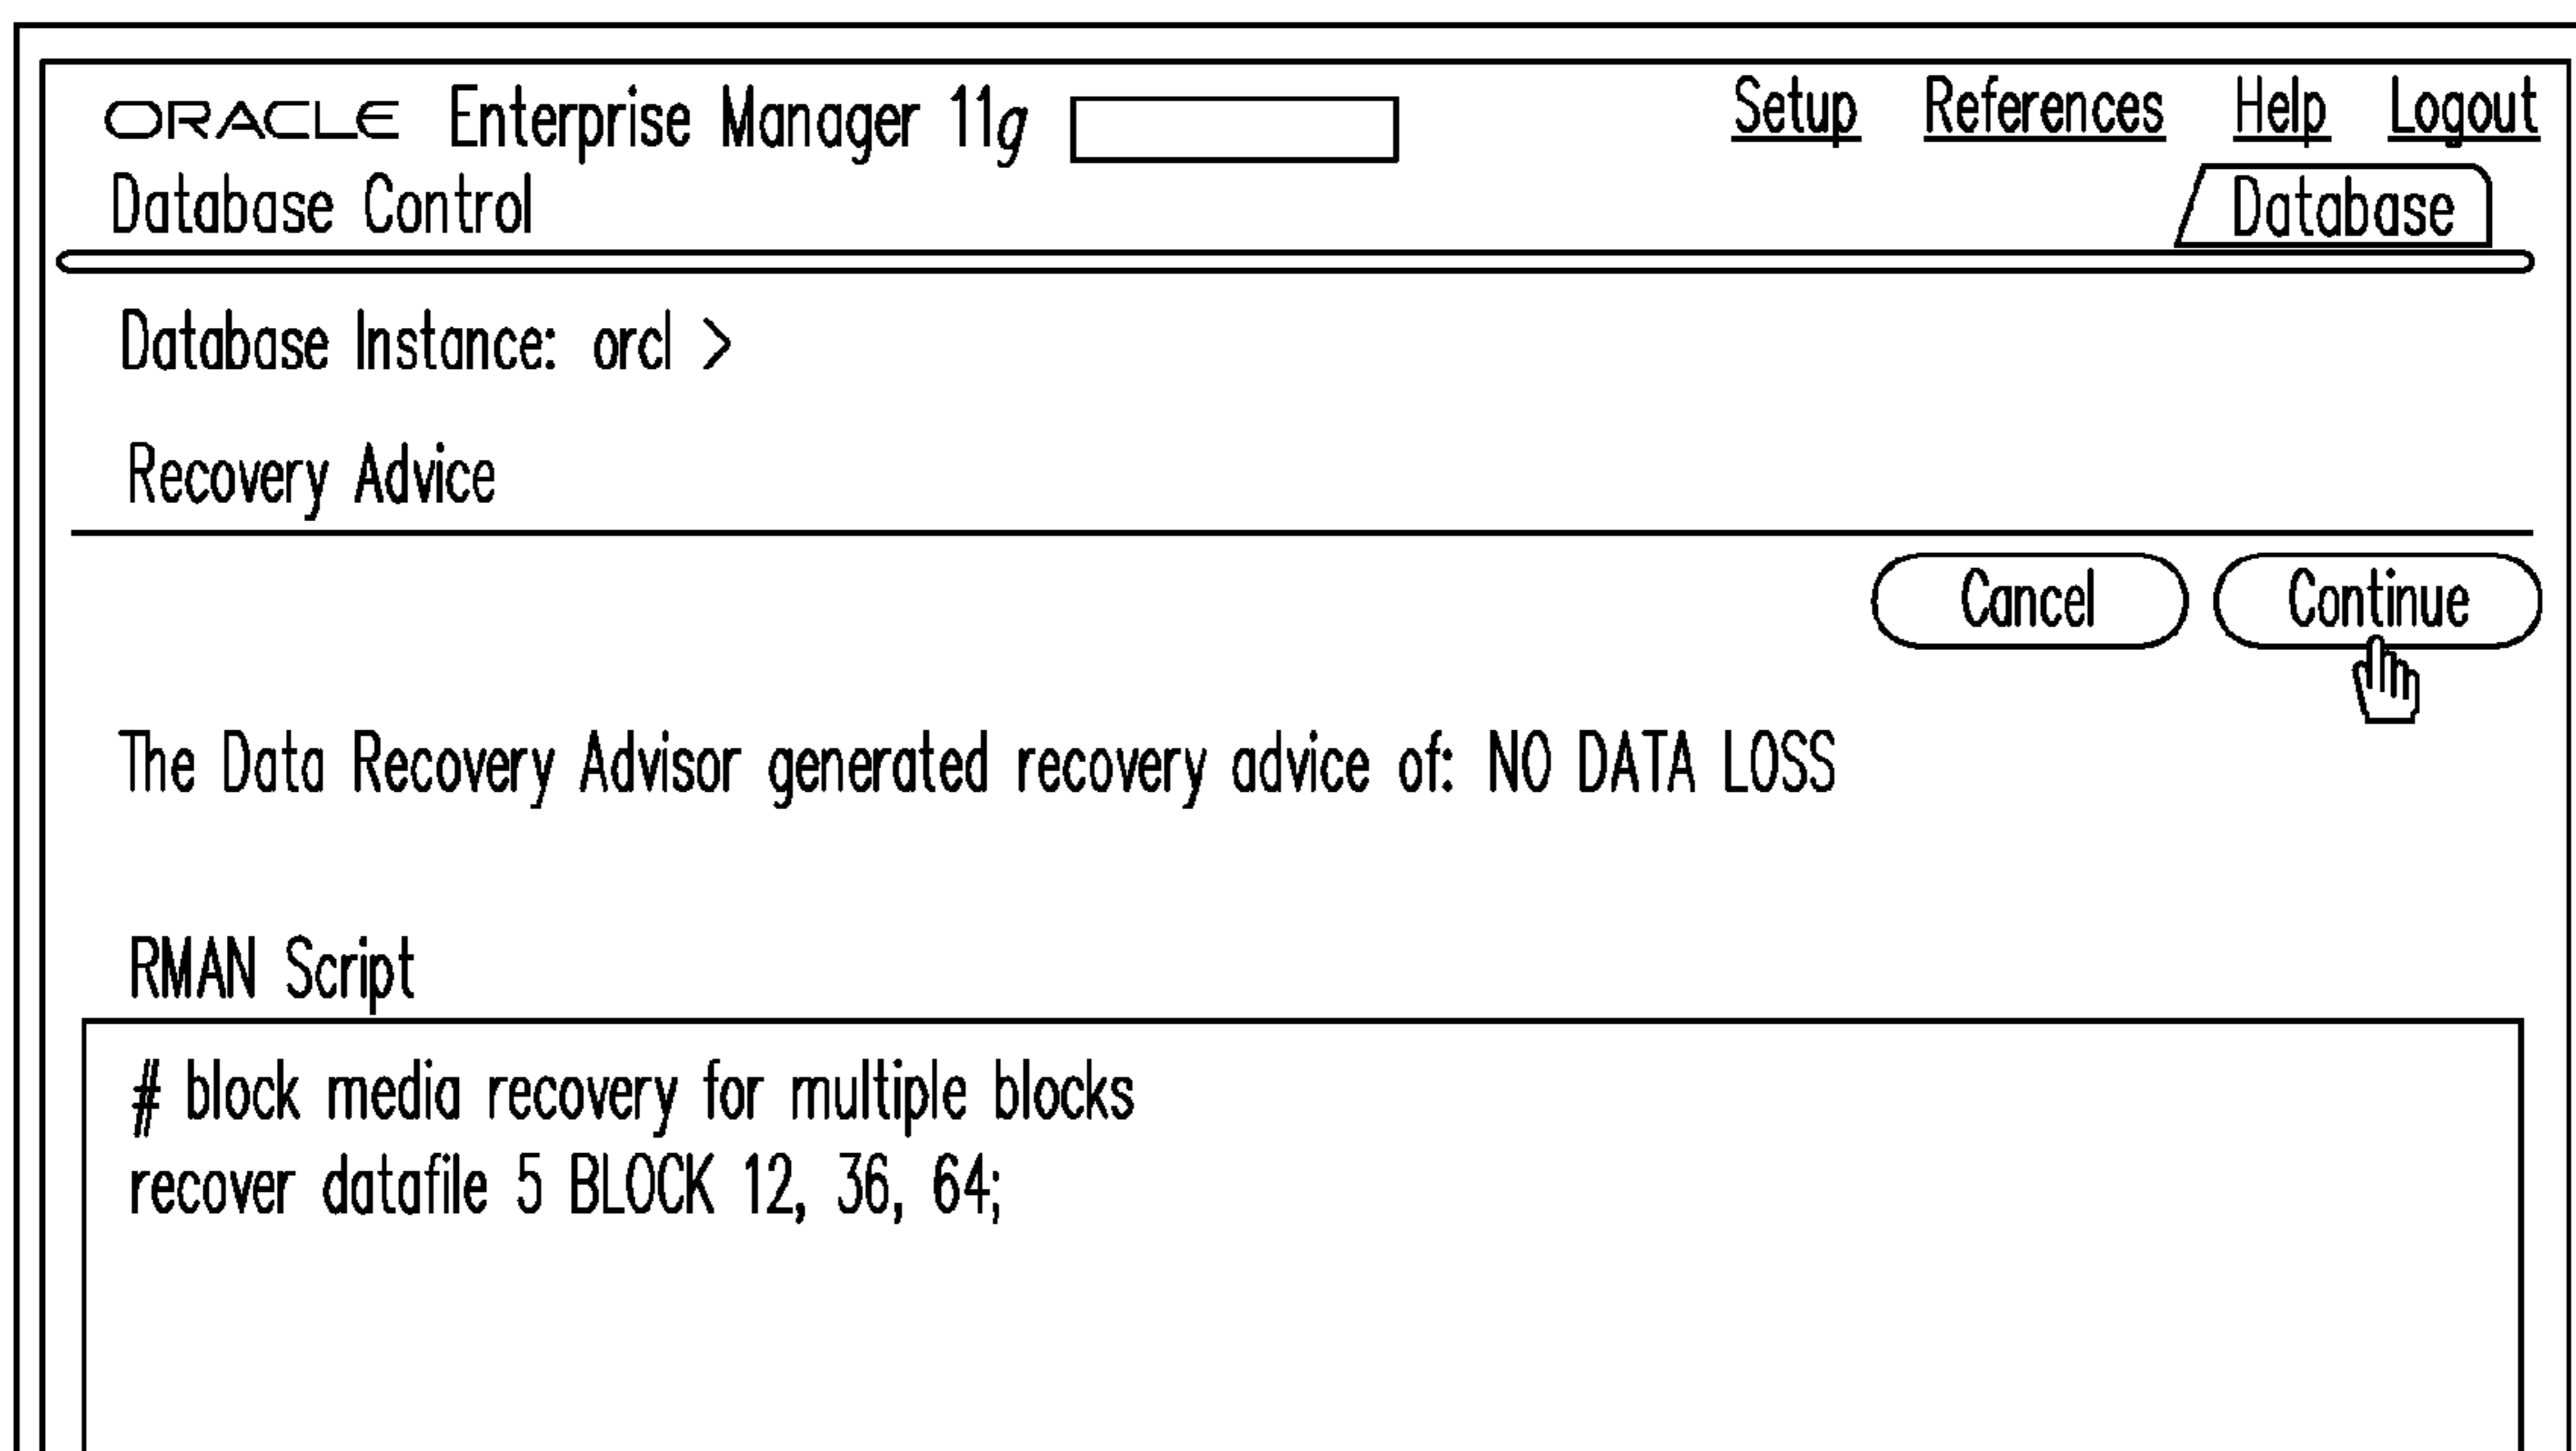 ORACLE Enterprise Manager 11g
Setup References Help Logout
Database Control
Database
Database Instance: orcl >
Recovery Advice
Cancel Continue
The Data Recovery Advisor generated recovery advice of: NO DATA LOSS
RMAN Script
# block media recovery for multiple blocks
recover datafile 5 BLOCK 12, 36, 64;